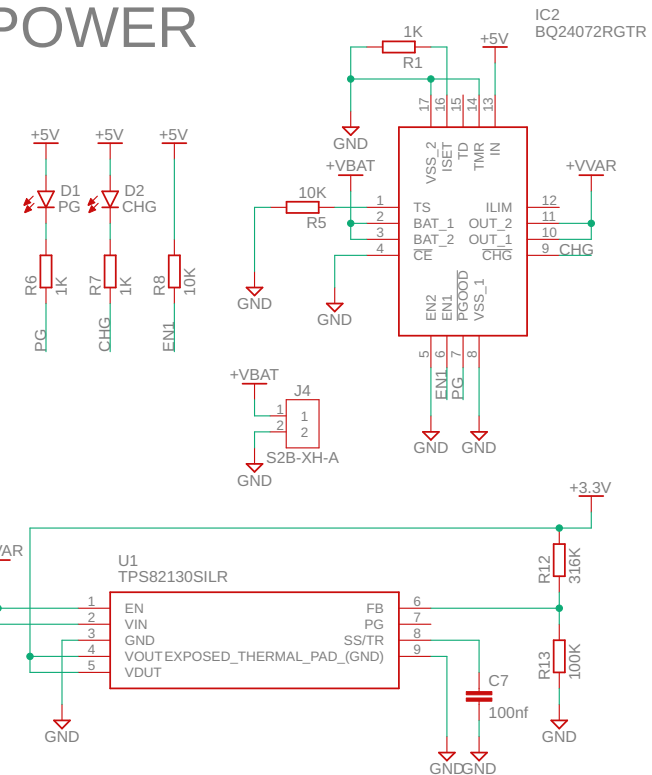 POWER
IC2
BQ24072RGTR
1K
R1
+5V
GND
17
16
15
14
13
VSS_2
ISET
TD
TMR
IN
+VBAT
+VVAR
10K
R5
1
2
3
4
TS
BAT_1
BAT_2
CE
ILIM
OUT_2
OUT_1
CHG
12
11
10
9
CHG
EN2
EN1
PGOOD
VSS_1
5
6
7
8
EN1
PG
GND
GND
GND
GND
+5V
+5V
+5V
D1
PG
D2
CHG
R6
1K
R7
1K
R8
10K
PG
CHG
EN1
+VBAT
J4
1
2
1
2
S2B-XH-A
GND
+3.3V
VAR
U1
TPS82130SILR
1
2
3
4
5
EN
VIN
GND
VOUT
VDUT
FB
PG
SS/TR
EXPOSED_THERMAL_PAD_(GND)
6
7
8
9
R12
316K
R13
100K
C7
100nf
GND
GND
GND
GND